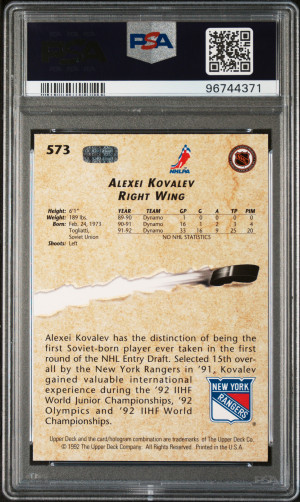 PSA
96744371
573
NHLPA
ALEXEI KOVALEV
RIGHT WING
Height: 6'1"
Weight: 189 lbs.
Born: Feb. 24, 1973
Togliatti,
Soviet Union
Shoots: Left
YEAR TEAM GP G A TP PIM
89-90 Dynamo 1 0 0 0 0
90-91 Dynamo 16 1 2 3 4
91-92 Dynamo 33 16 9 25 20
NO NHL STATISTICS
Alexei Kovalev has the distinction of being the
first Soviet-born player ever taken in the first
round of the NHL Entry Draft. Selected 15th over-
all by the New York Rangers in '91, Kovalev
gained valuable international
experience during the '92 IIHF
World Junior Championships, '92
Olympics and '92 IIHF World
Championships.
NEW YORK
RANGERS
Upper Deck and the card/hologram combination are trademarks of The Upper Deck Co.
© 1992 The Upper Deck Company. All Rights Reserved. Printed in the U.S.A.